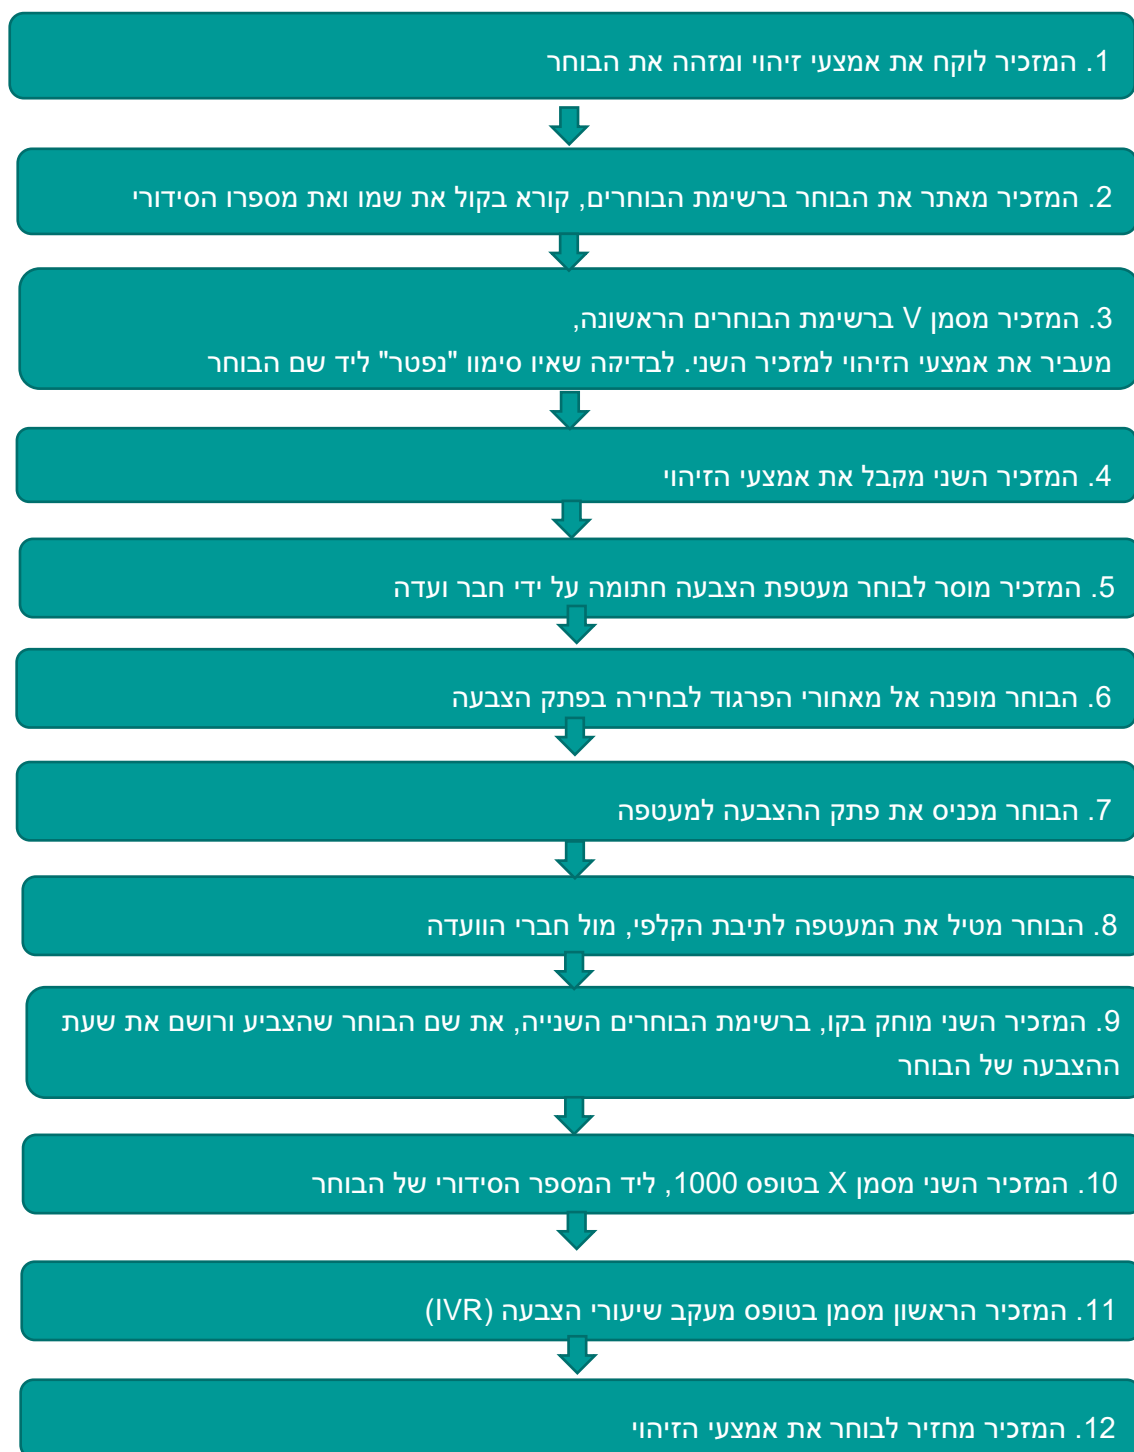 1. המזכיר לוקח את אמצעי זיהוי ומזהה את הבוחר
2. המזכיר מאתר את הבוחר ברשימת הבוחרים, קורא בקול את שמו ואת מספרו הסידורי
3. המזכיר מסמן V ברשימת הבוחרים הראשונה,
מעביר את אמצעי הזיהוי למזכיר השני. לבדיקה שאין סימון "נפטר" ליד שם הבוחר
4. המזכיר השני מקבל את אמצעי הזיהוי
5. המזכיר מוסר לבוחר מעטפת הצבעה חתומה על ידי חבר ועדה
6. הבוחר מופנה אל מאחורי הפרגוד לבחירה בפתק הצבעה
7. הבוחר מכניס את פתק ההצבעה למעטפה
8. הבוחר מטיל את המעטפה לתיבת הקלפי, מול חברי הוועדה
9. המזכיר השני מוחק בקו, ברשימת הבוחרים השנייה, את שם הבוחר שהצביע ורושם את שעת
ההצבעה של הבוחר
10. המזכיר השני מסמן X בטופס 1000, ליד המספר הסידורי של הבוחר
11. המזכיר הראשון מסמן בטופס מעקב שיעורי הצבעה (IVR)
12. המזכיר מחזיר לבוחר את אמצעי הזיהוי